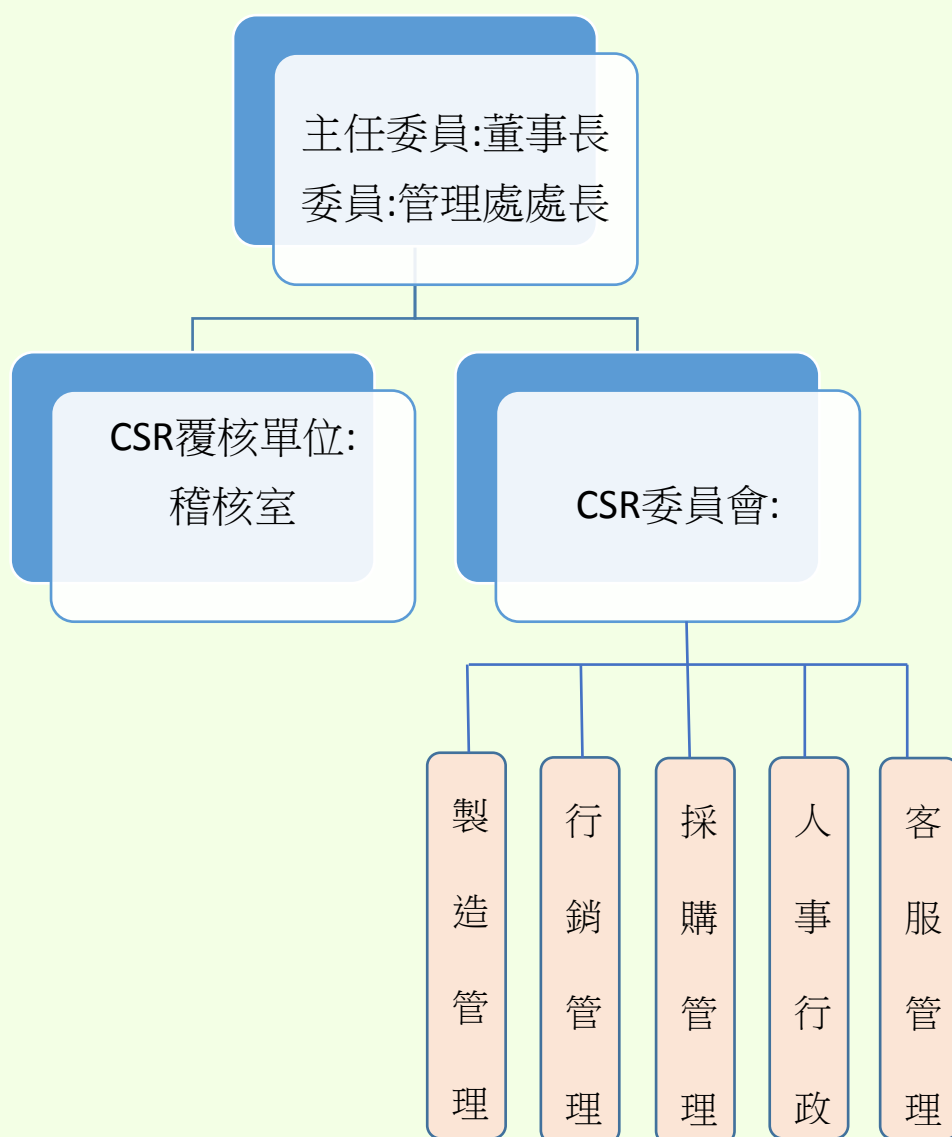 主任委員:董事長
委員:管理處處長
CSR覆核單位:
稽核室
CSR委員會:
製造管理
行銷管理
採購管理
人事行政
客服管理